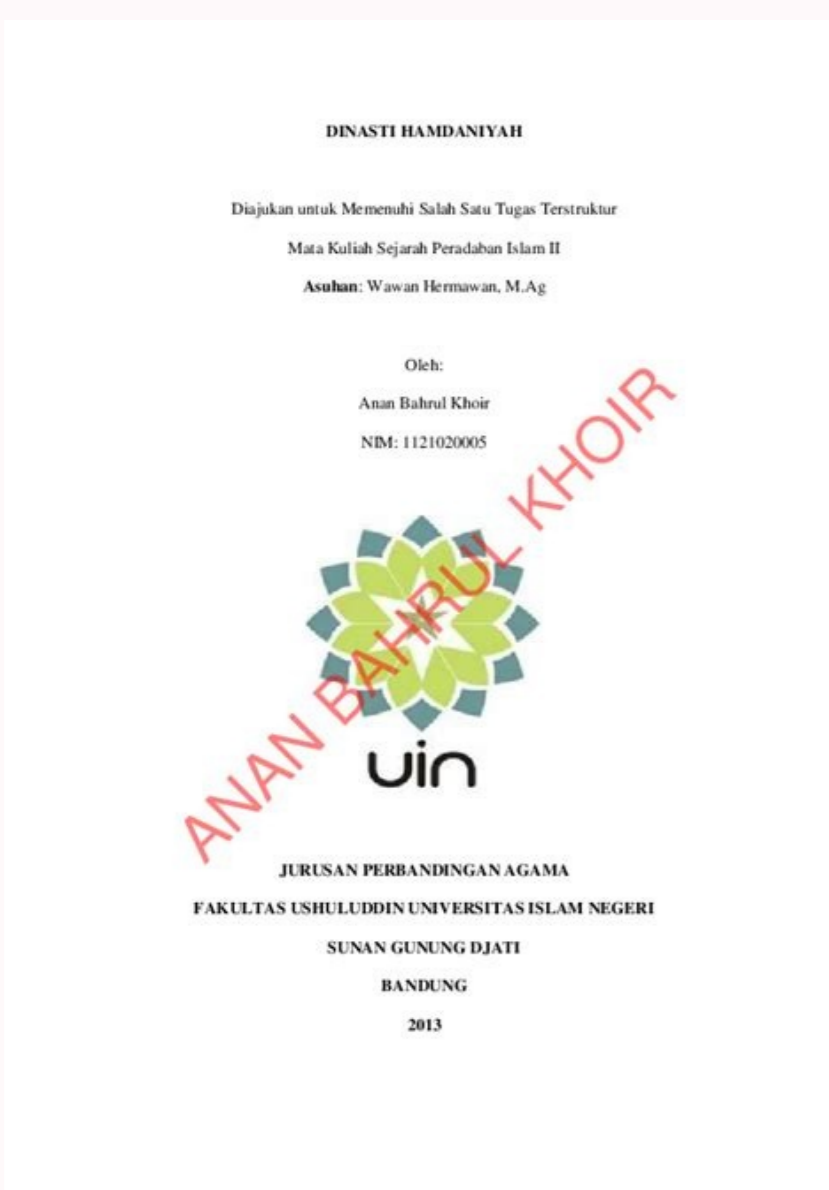 DINASTI HAMDANIYAH
Diajukan untuk Memenuhi Salah Satu Tugas Terstruktur
Mata Kuliah Sejarah Peradaban Islam II
Asuhan: Wawan Hermawan, M.Ag
Oleh:
Anan Bahrul Khoir
NIM: 1121020005
ANAN BAHRUL KHOIR
uin
JURUSAN PERBANDINGAN AGAMA
FAKULTAS USHULUDDIN UNIVERSITAS ISLAM NEGERI
SUNAN GUNUNG DJATI
BANDUNG
2013